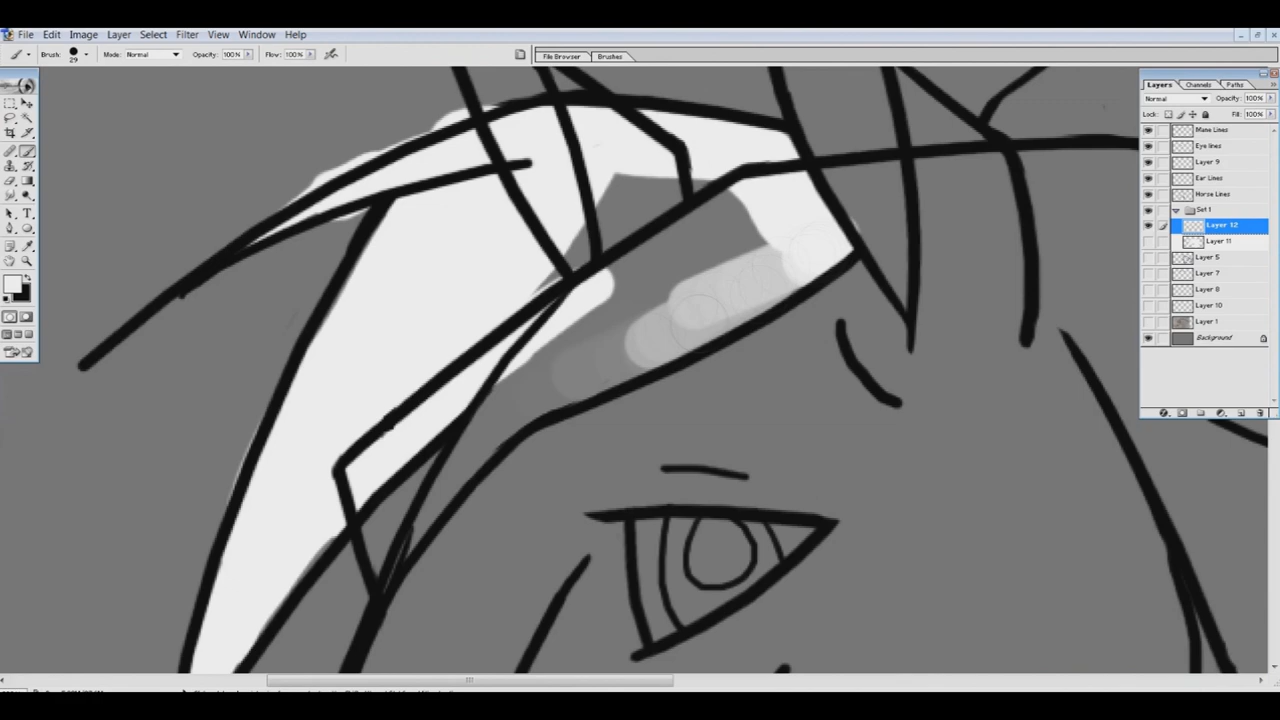 File Edit Image Layer Select Filter View Window Help
Brush: 29 Mode: Normal Opacity: 100% Flow: 100% File Browser Brushes
Layers Channels Paths
Normal Opacity: 100%
Lock: Fill: 100%
Mane Lines
Eye lines
Layer 9
Ear Lines
Horse Lines
Set 1
Layer 12
Layer 11
Layer 5
Layer 7
Layer 8
Layer 10
Layer 1
Background